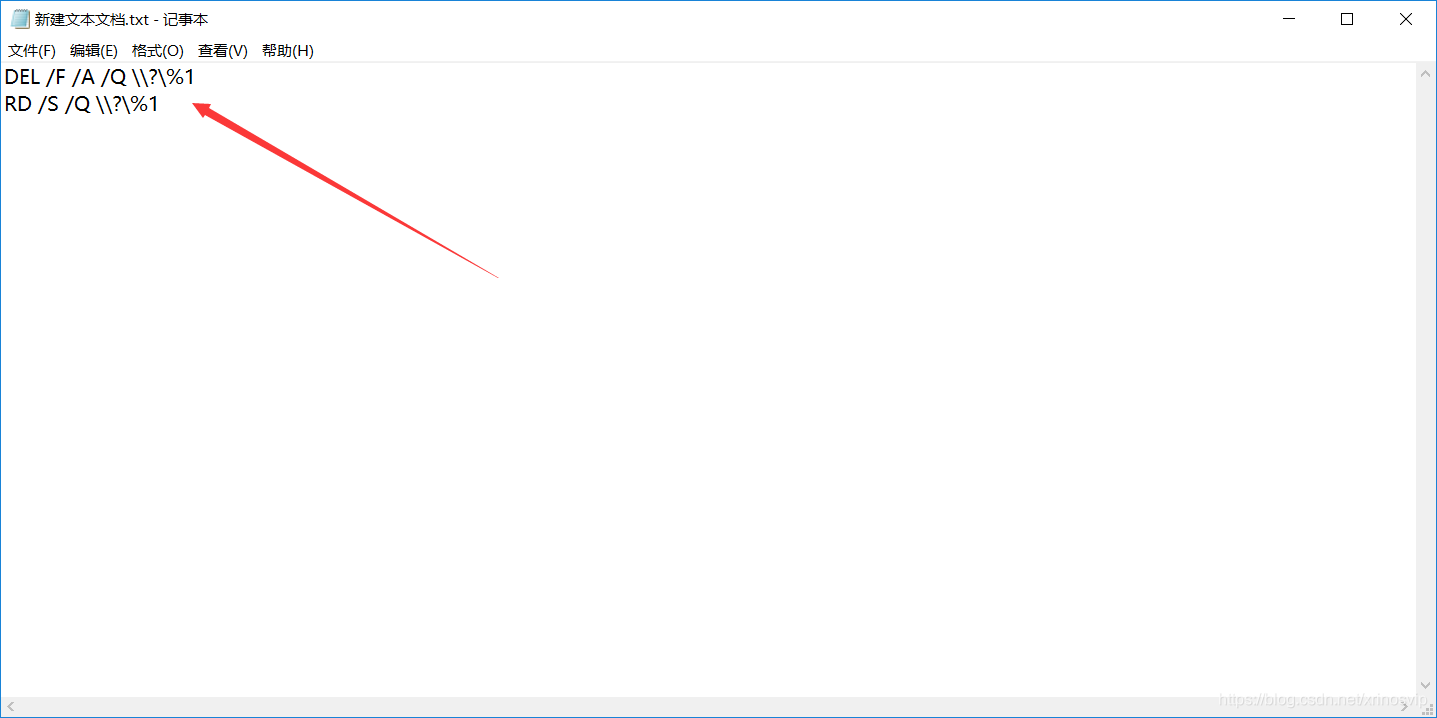 新建文本文档.txt - 记事本
文件(F) 编辑(E) 格式(O) 查看(V) 帮助(H)
DEL /F /A /Q \\?\%1
RD /S /Q \\?\%1
https://blog.csdn.net/xrinosvip